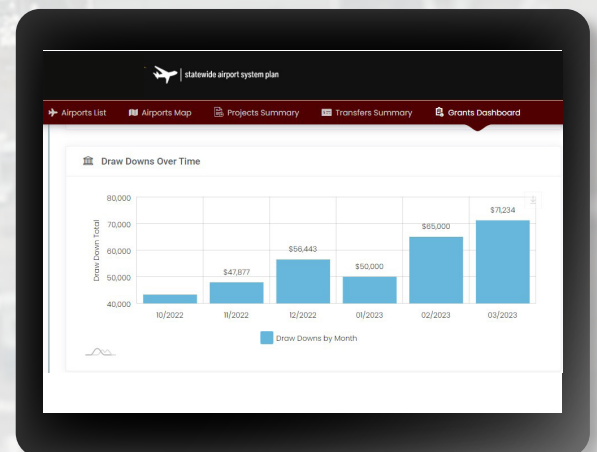 statewide airport system plan
Airports List Airports Map Projects Summary Transfers Summary Grants Dashboard
Draw Downs Over Time
Draw Down Total
80,000
70,000
60,000
50,000
40,000
$47,877
$56,443
$50,000
$65,000
$71,234
10/2022 11/2022 12/2022 01/2023 02/2023 03/2023
Draw Downs by Month